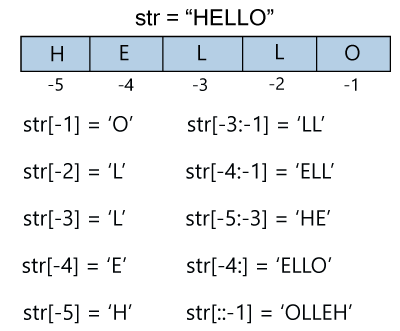 str = “HELLO”
H E L L O
-5 -4 -3 -2 -1
str[-1] = ‘O’ str[-3:-1] = ‘LL’
str[-2] = ‘L’ str[-4:-1] = ‘ELL’
str[-3] = ‘L’ str[-5:-3] = ‘HE’
str[-4] = ‘E’ str[-4:] = ‘ELLO’
str[-5] = ‘H’ str[::-1] = ‘OLLEH’